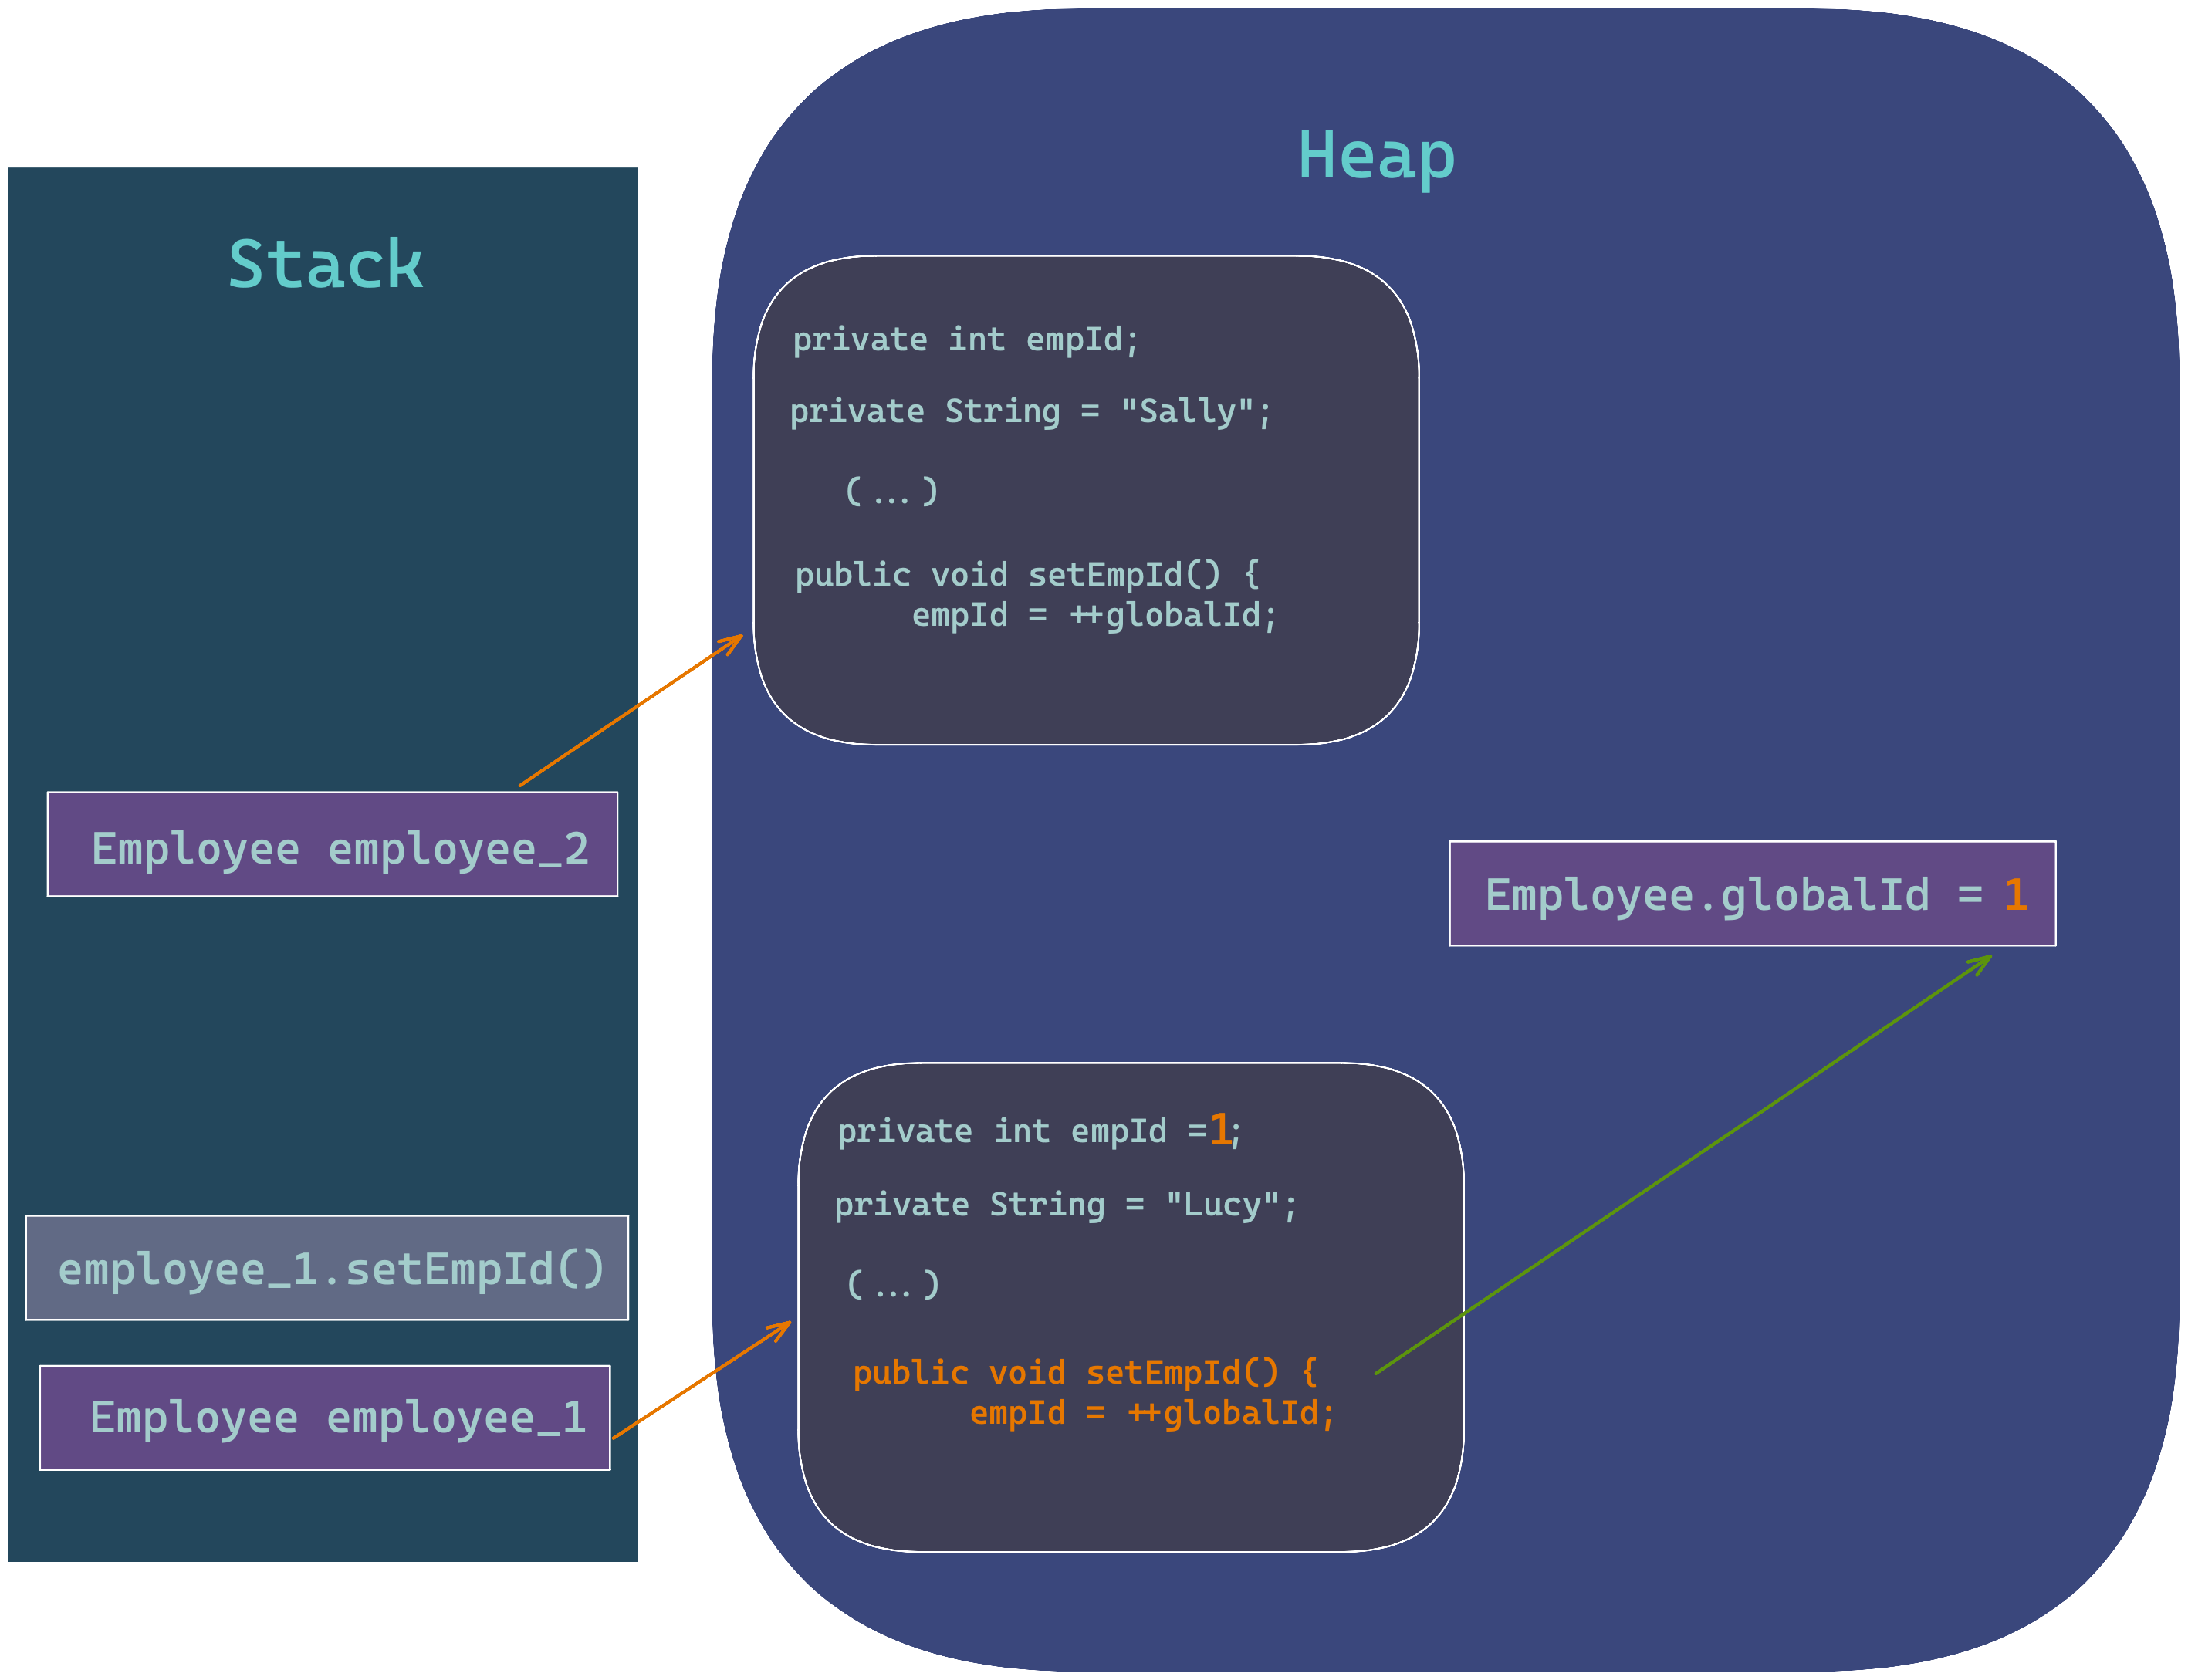 Stack
Employee employee_2
employee_1.setEmpId()
Employee employee_1
Heap
private int empId;
private String = "Sally";
(...)
public void setEmpId() {
empId = ++globalId;
Employee.globalId = 1
private int empId =1;
private String = "Lucy";
(...)
public void setEmpId() {
empId = ++globalId;